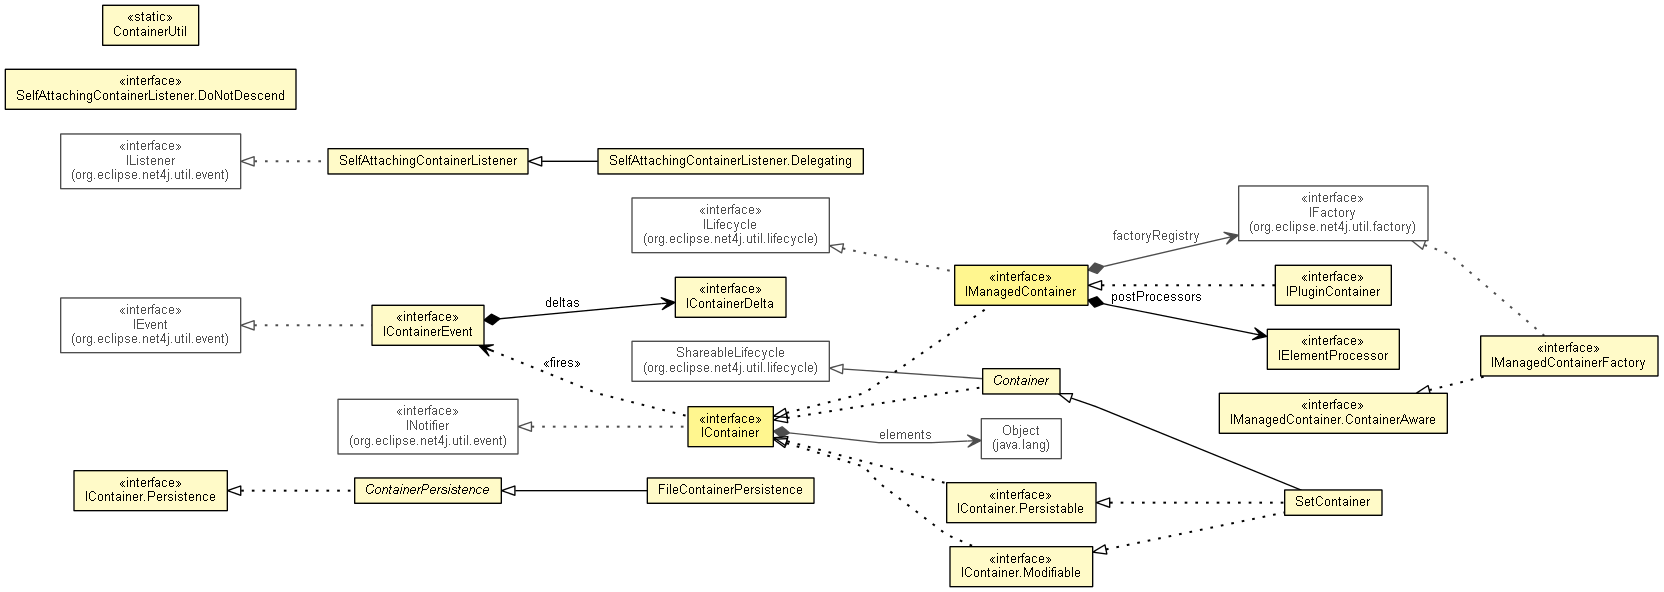 «static»
ContainerUtil
«interface»
SelfAttachingContainerListener.DoNotDescend
«interface»
IListener
(org.eclipse.net4j.util.event)
SelfAttachingContainerListener
SelfAttachingContainerListener.Delegating
«interface»
ILifecycle
(org.eclipse.net4j.util.lifecycle)
«interface»
IFactory
(org.eclipse.net4j.util.factory)
factoryRegistry
«interface»
IManagedContainer
«interface»
IPluginContainer
postProcessors
«interface»
IElementProcessor
«interface»
IManagedContainerFactory
«interface»
IManagedContainer.ContainerAware
«interface»
IEvent
(org.eclipse.net4j.util.event)
«interface»
IContainerEvent
deltas
«interface»
IContainerDelta
«fires»
ShareableLifecycle
(org.eclipse.net4j.util.lifecycle)
Container
«interface»
INotifier
(org.eclipse.net4j.util.event)
«interface»
IContainer
elements
Object
(java.lang)
«interface»
IContainer.Persistence
ContainerPersistence
FileContainerPersistence
«interface»
IContainer.Persistable
SetContainer
«interface»
IContainer.Modifiable